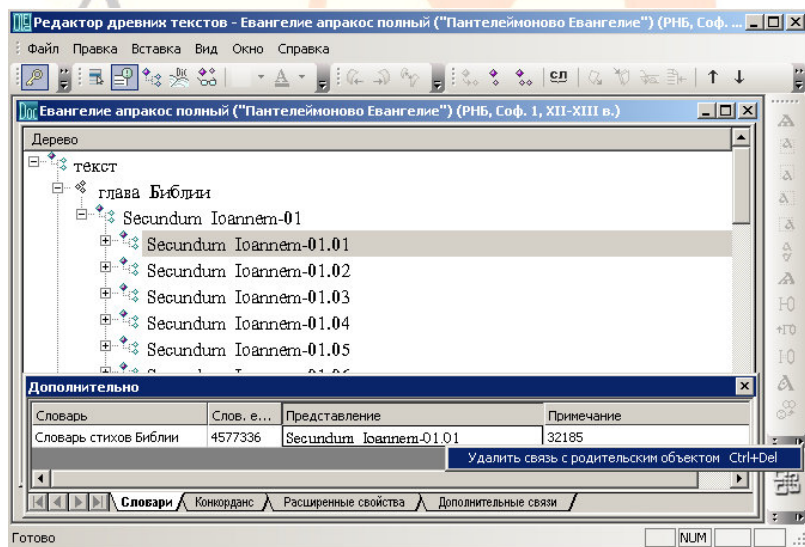 Редактор древних текстов - Евангелие апракос полный ("Пантелеймоново Евангелие") (РНБ, Соф. ...
Файл Правка Вставка Вид Окно Справка
сл
Евангелие апракос полный ("Пантелеймоново Евангелие") (РНБ, Соф. 1, XII-XIII в.)
Дерево
текст
глава Библии
Secundum Ioannem-01
Secundum Ioannem-01.01
Secundum Ioannem-01.02
Secundum Ioannem-01.03
Secundum Ioannem-01.04
Secundum Ioannem-01.05
Дополнительно
Словарь Слов. е... Представление Примечание
Словарь стихов Библии 4577336 Secundum Ioannem-01.01 32185
Удалить связь с родительским объектом Ctrl+Del
Словари Конкорданс Расширенные свойства Дополнительные связи
Готово NUM